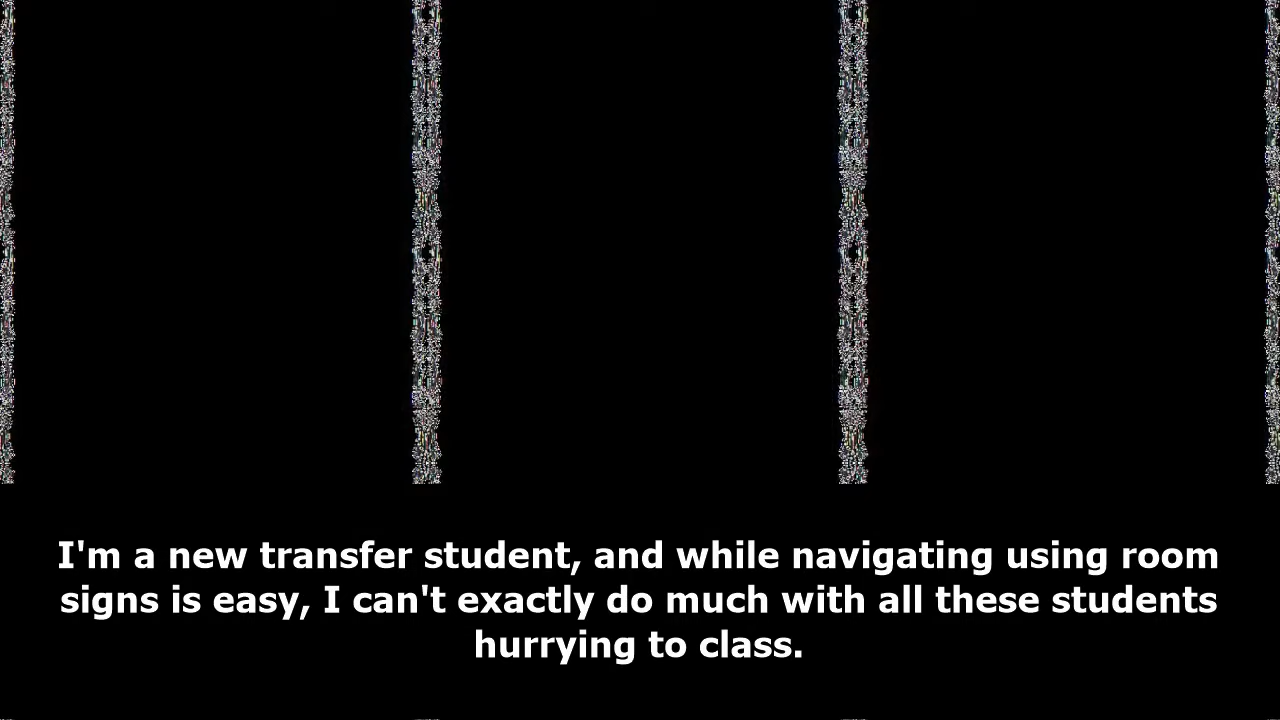 I'm a new transfer student, and while navigating using room
signs is easy, I can't exactly do much with all these students
hurrying to class.